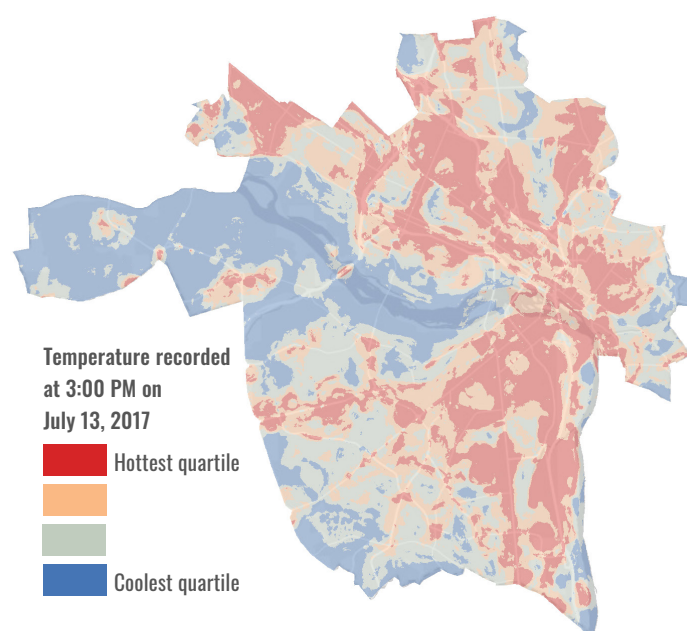 Temperature recorded
at 3:00 PM on
July 13, 2017
Hottest quartile
Coolest quartile